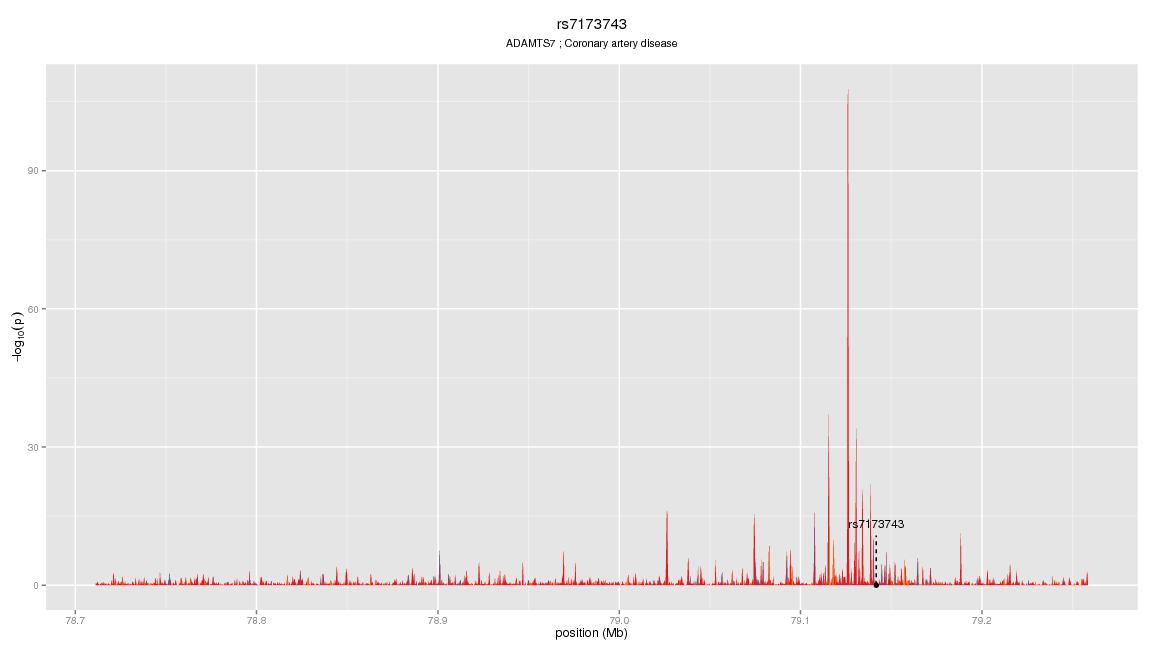 rs7173743
ADAMTS7 ; Coronary artery disease
90
60
30
0
−log10(p)
rs7173743
78.7 78.8 78.9 79.0 79.1 79.2
position (Mb)